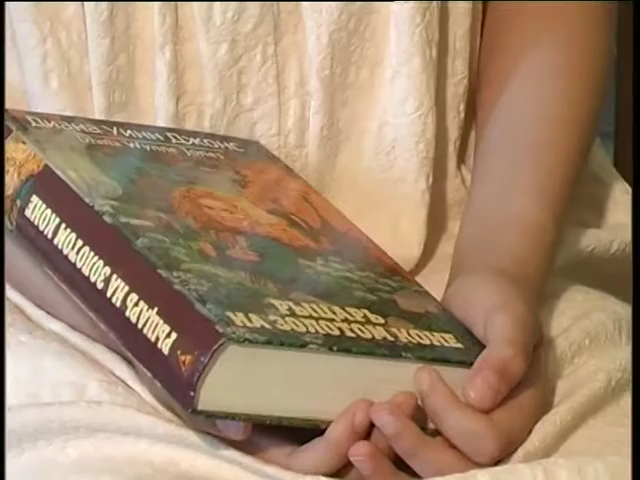 Диана Уинн Джонс
Diana Wynne Jones
РЫЦАРЬ
НА ЗОЛОТОМ КОНЕ
РЫЦАРЬ НА ЗОЛОТОМ КОНЕ